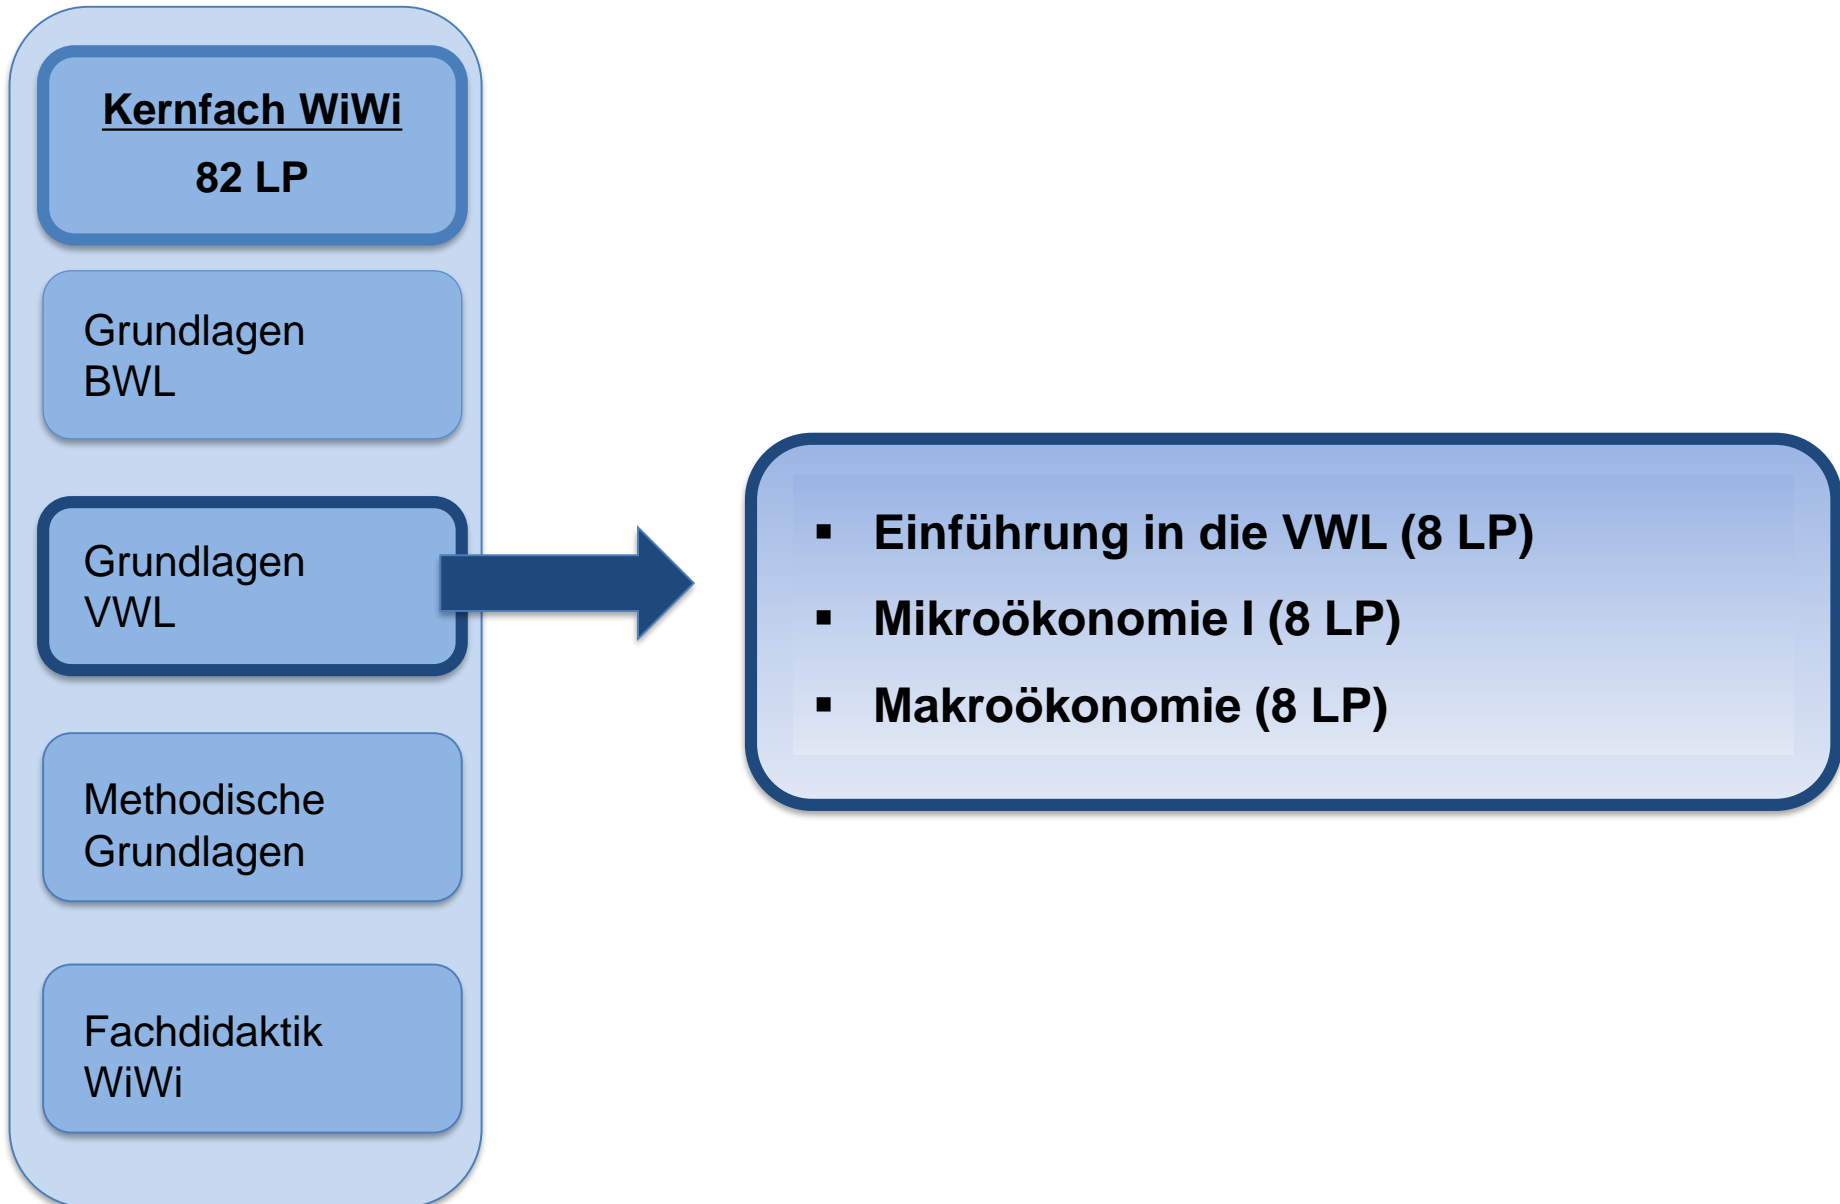 Kernfach WiWi
82 LP
Grundlagen
BWL
Grundlagen
VWL
Methodische
Grundlagen
Fachdidaktik
WiWi
▪ Einführung in die VWL (8 LP)
▪ Mikroökonomie I (8 LP)
▪ Makroökonomie (8 LP)